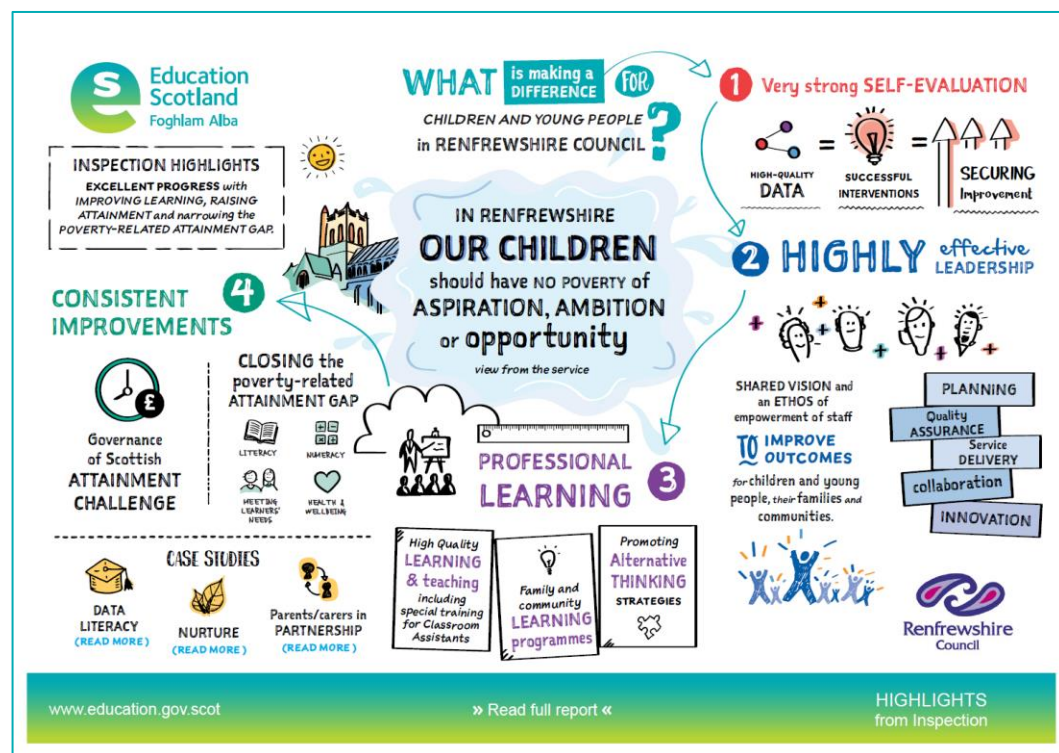 Education
Scotland
Foghlam Alba
INSPECTION HIGHLIGHTS
EXCELLENT PROGRESS with
IMPROVING LEARNING, RAISING
ATTAINMENT and narrowing the
POVERTY-RELATED ATTAINMENT GAP.
WHAT is making a DIFFERENCE FOR
CHILDREN AND YOUNG PEOPLE
in RENFREWSHIRE COUNCIL?
IN RENFREWSHIRE
OUR CHILDREN
should have NO POVERTY of
ASPIRATION, AMBITION
or opportunity
view from the service
1 Very strong SELF-EVALUATION
HIGH-QUALITY
DATA
=
SUCCESSFUL
INTERVENTIONS
=
SECURING
Improvement
2 HIGHLY effective
LEADERSHIP
SHARED VISION and
an ETHOS of
empowerment of staff
TO IMPROVE
OUTCOMES
for children and young
people, their families and
communities.
PLANNING
Quality
ASSURANCE
Service
DELIVERY
collaboration
INNOVATION
PROFESSIONAL
LEARNING 3
High Quality
LEARNING
& teaching
including
special training
for Classroom
Assistants
Family and
community
LEARNING
programmes
Promoting
Alternative
THINKING
STRATEGIES
CONSISTENT 4
IMPROVEMENTS
£
Governance
of Scottish
ATTAINMENT
CHALLENGE
CLOSING the
poverty-related
ATTAINMENT GAP
LITERACY
NUMERACY
MEETING
LEARNERS'
NEEDS
HEALTH &
WELLBEING
CASE STUDIES
DATA
LITERACY
(READ MORE)
NURTURE
(READ MORE)
Parents/carers in
PARTNERSHIP
(READ MORE)
Renfrewshire
Council
www.education.gov.scot
» Read full report «
HIGHLIGHTS
from Inspection